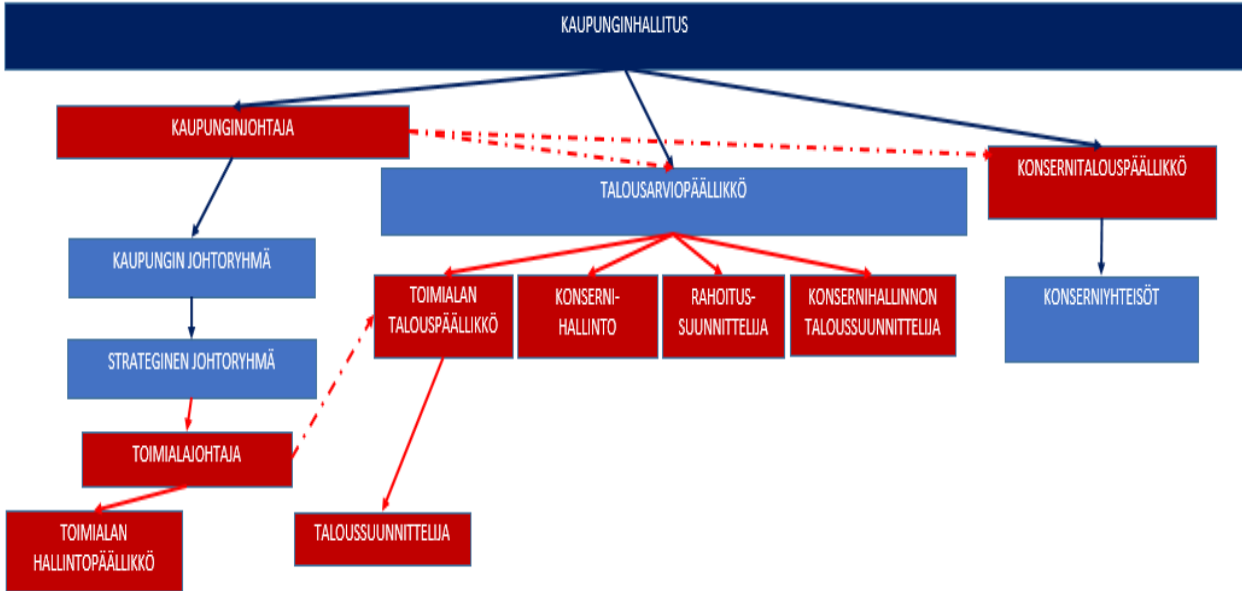 KAUPUNGINHALLITUS
KAUPUNGINJOHTAJA
TALOUSARVIOPÄÄLLIKKÖ
KONSERNITALOUSPÄÄLLIKKÖ
KAUPUNGIN JOHTORYHMÄ
TOIMIALAN
TALOUSPÄÄLLIKKÖ
KONSERNI-
HALLINTO
RAHOITUS-
SUUNNITTELIJA
KONSERNIHALLINNON
TALOUSSUUNNITTELIJA
KONSERNIYHTEISÖT
STRATEGINEN JOHTORYHMÄ
TOIMIALAJOHTAJA
TOIMIALAN
HALLINTOPÄÄLLIKKÖ
TALOUSSUUNNITTELIJA